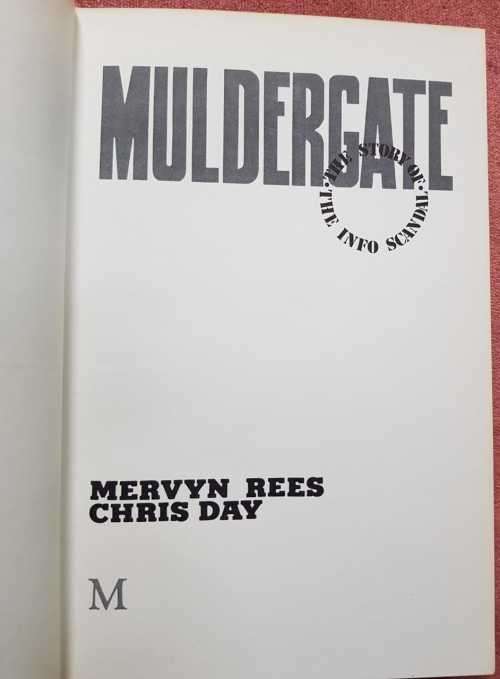 MULDERGATE
· THE STORY OF · THE INFO SCANDAL
MERVYN REES
CHRIS DAY
M